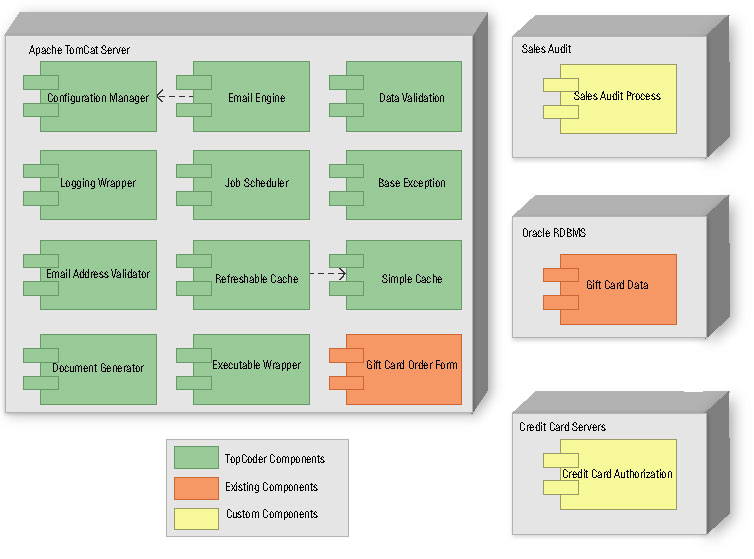 Apache TomCat Server
Configuration Manager
Email Engine
Data Validation
Logging Wrapper
Job Scheduler
Base Exception
Email Address Validator
Refreshable Cache
Simple Cache
Document Generator
Executable Wrapper
Gift Card Order Form
Sales Audit
Sales Audit Process
Oracle RDBMS
Gift Card Data
Credit Card Servers
Credit Card Authorization
TopCoder Components
Existing Components
Custom Components